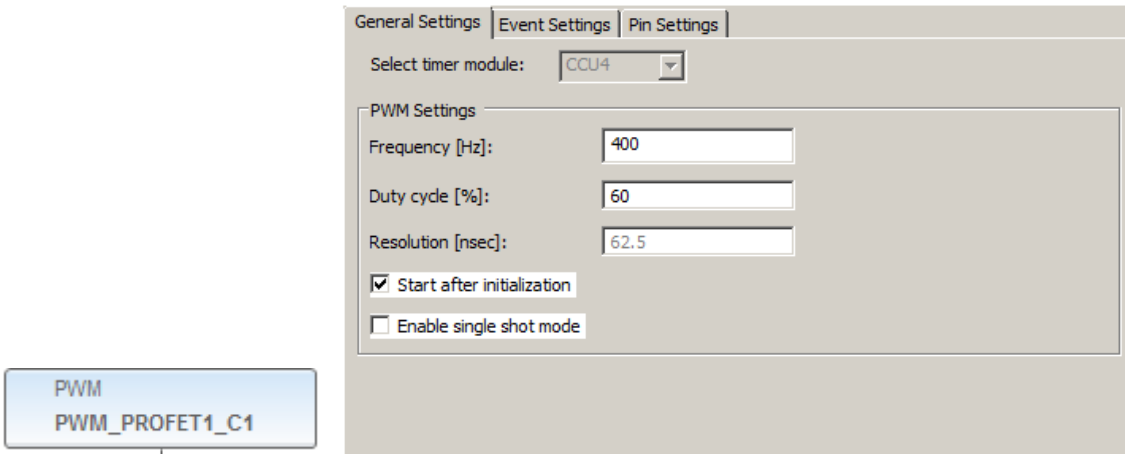 General Settings Event Settings Pin Settings
Select timer module: CCU4
PWM Settings
Frequency [Hz]: 400
Duty cycle [%]: 60
Resolution [nsec]: 62.5
Start after initialization
Enable single shot mode
PWM
PWM_PROFET1_C1